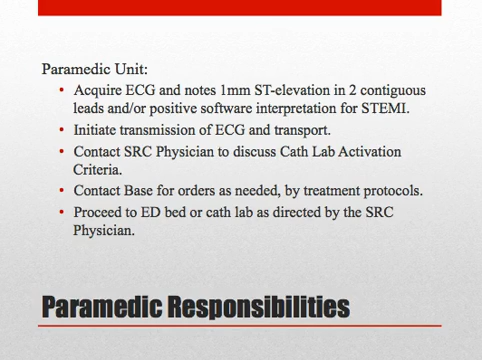 Paramedic Unit:
• Acquire ECG and notes 1mm ST-elevation in 2 contiguous
leads and/or positive software interpretation for STEMI.
• Initiate transmission of ECG and transport.
• Contact SRC Physician to discuss Cath Lab Activation
Criteria.
• Contact Base for orders as needed, by treatment protocols.
• Proceed to ED bed or cath lab as directed by the SRC
Physician.
Paramedic Responsibilities